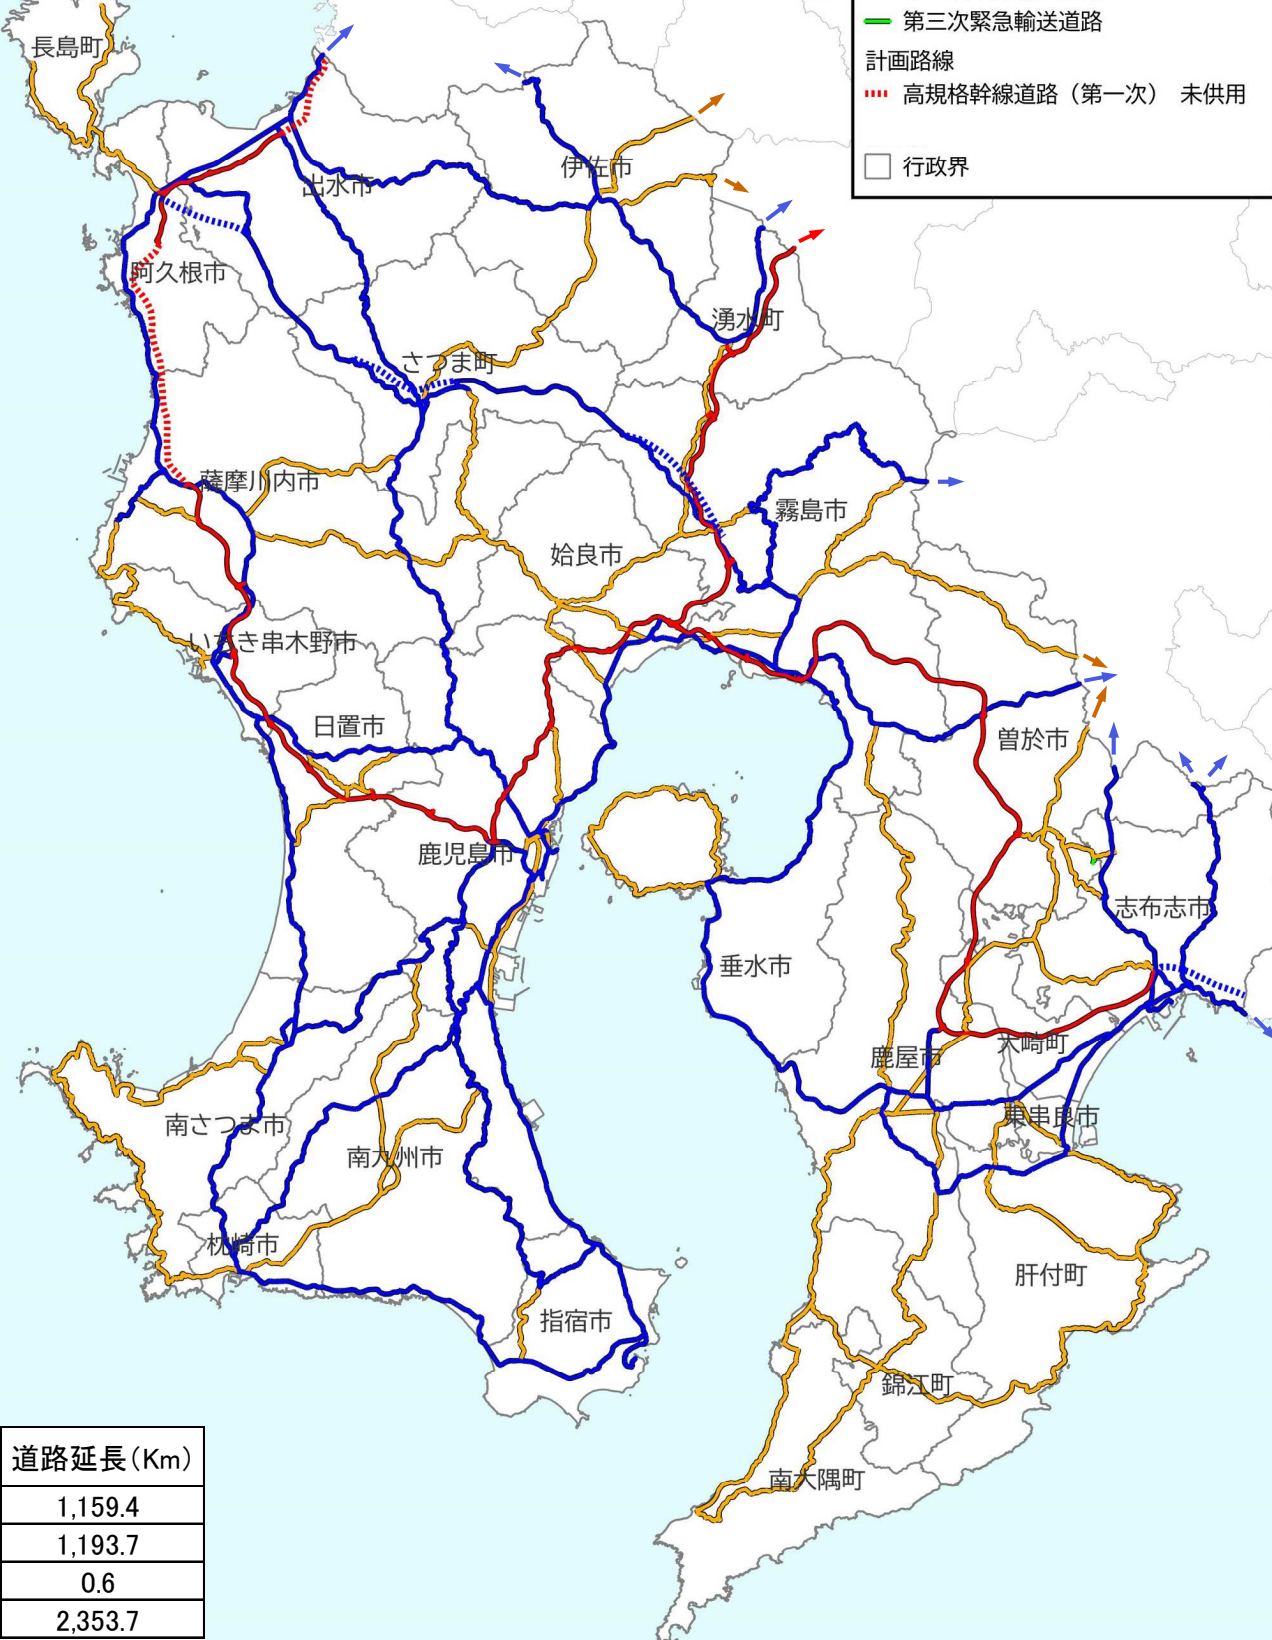 第三次緊急輸送道路
計画路線
高規格幹線道路（第一次） 未供用
行政界
長島町
出水市
伊佐市
阿久根市
湧水町
さつま町
薩摩川内市
霧島市
姶良市
いちき串木野市
日置市
曽於市
鹿児島市
志布志市
垂水市
大崎町
鹿屋市
東串良市
南さつま市
南九州市
枕崎市
肝付町
指宿市
錦江町
南大隅町
道路延長（Km）
1,159.4
1,193.7
0.6
2,353.7